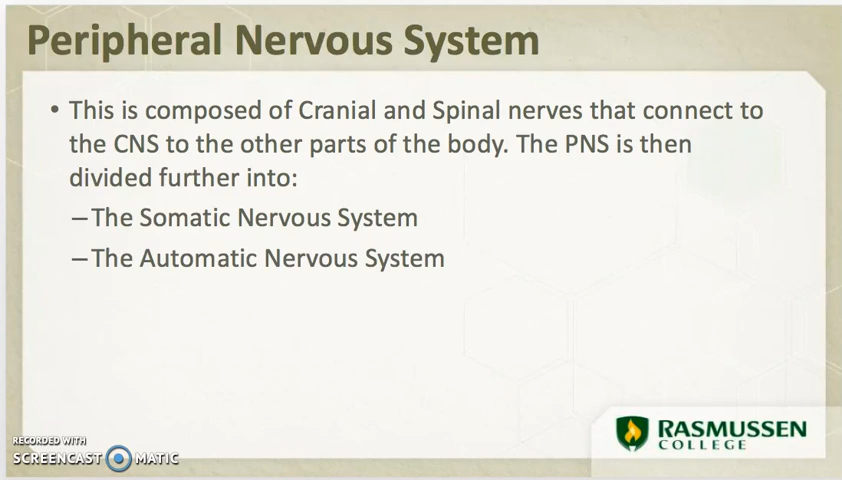 Peripheral Nervous System
• This is composed of Cranial and Spinal nerves that connect to
the CNS to the other parts of the body. The PNS is then
divided further into:
–The Somatic Nervous System
–The Automatic Nervous System
RECORDED WITH
SCREENCAST MATIC
RASMUSSEN
COLLEGE